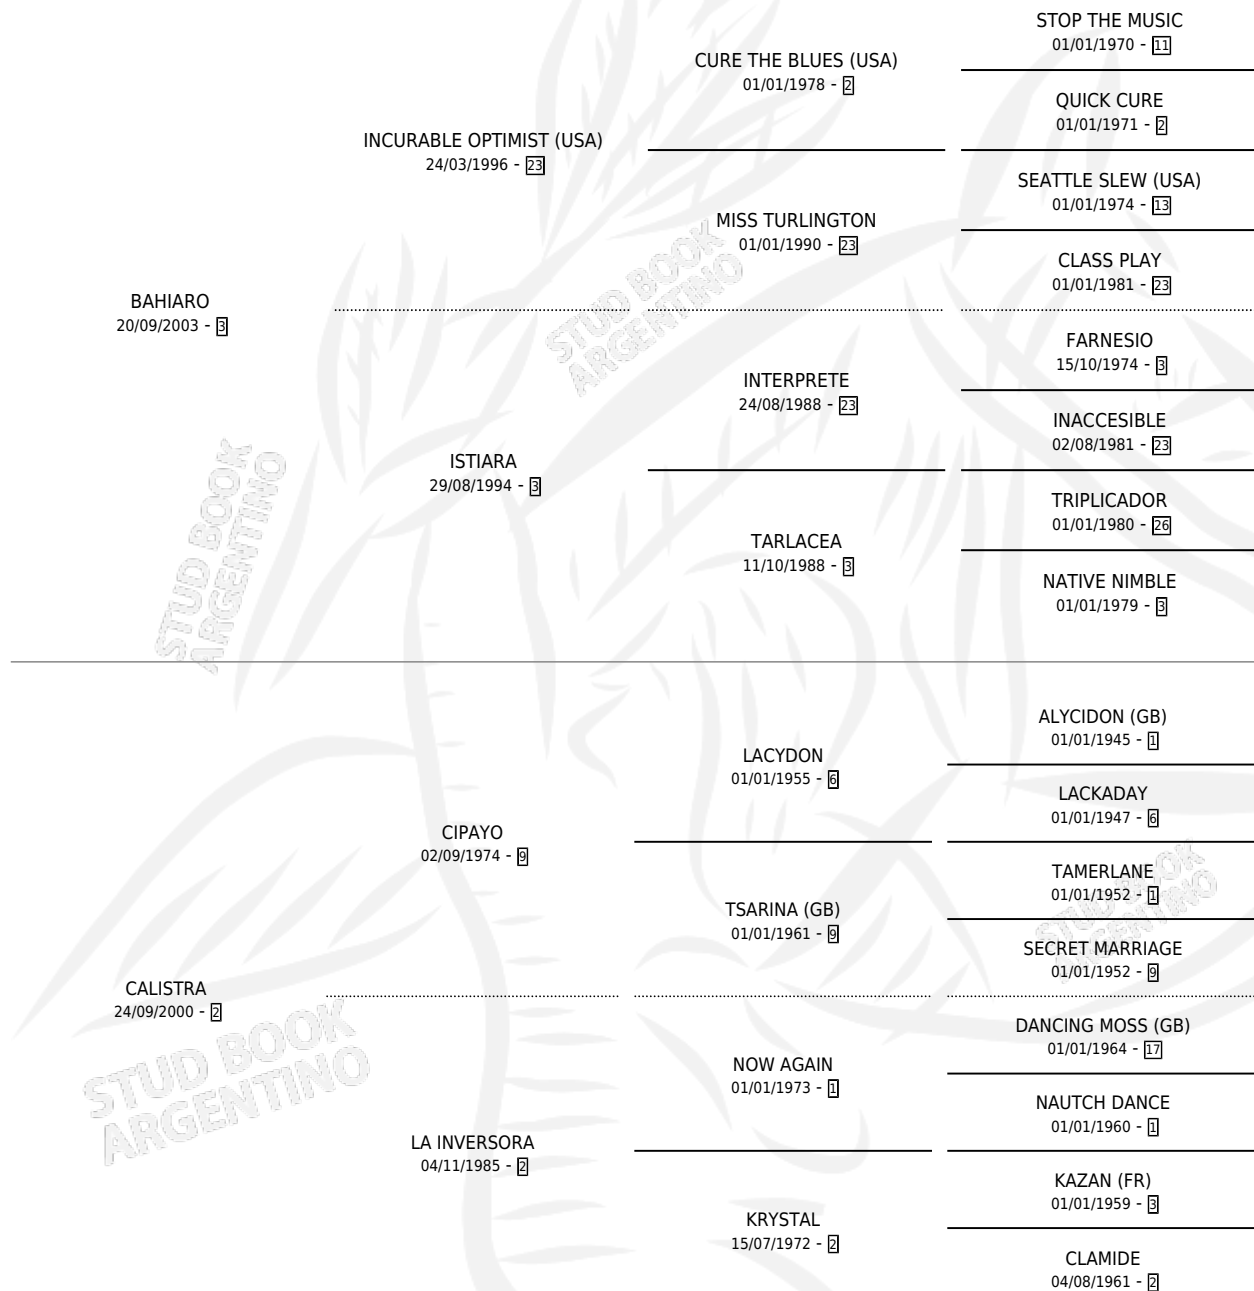 STOP THE MUSIC
01/01/1970 - 11
CURE THE BLUES (USA)
01/01/1978 - 2
QUICK CURE
01/01/1971 - 2
INCURABLE OPTIMIST (USA)
24/03/1996 - 23
SEATTLE SLEW (USA)
01/01/1974 - 13
MISS TURLINGTON
01/01/1990 - 23
CLASS PLAY
01/01/1981 - 23
BAHIARO
20/09/2003 - 3
FARNESIO
15/10/1974 - 3
INTERPRETE
24/08/1988 - 23
INACCESIBLE
02/08/1981 - 23
ISTIARA
29/08/1994 - 3
TRIPLICADOR
01/01/1980 - 26
TARLACEA
11/10/1988 - 3
NATIVE NIMBLE
01/01/1979 - 3
STUD BOOK
ARGENTINO
STUD BOOK
ARGENTINO
ALYCIDON (GB)
01/01/1945 - 1
LACYDON
01/01/1955 - 6
LACKADAY
01/01/1947 - 6
CIPAYO
02/09/1974 - 9
TAMERLANE
01/01/1952 - 1
TSARINA (GB)
01/01/1961 - 9
SECRET MARRIAGE
01/01/1952 - 9
CALISTRA
24/09/2000 - 2
DANCING MOSS (GB)
01/01/1964 - 17
NOW AGAIN
01/01/1973 - 1
NAUTCH DANCE
01/01/1960 - 1
LA INVERSORA
04/11/1985 - 2
KAZAN (FR)
01/01/1959 - 3
KRYSTAL
15/07/1972 - 2
CLAMIDE
04/08/1961 - 2
STUD BOOK
ARGENTINO
STUD BOOK
ARGENTINO